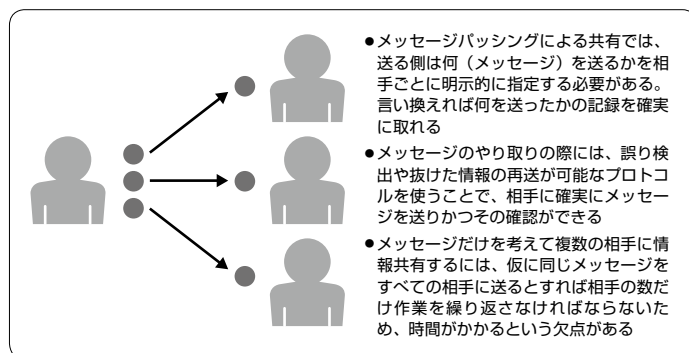 ●メッセージパッシングによる共有では、
送る側は何（メッセージ）を送るかを相
手ごとに明示的に指定する必要がある。
言い換えれば何を送ったかの記録を確実
に取れる
●メッセージのやり取りの際には、誤り検
出や抜けた情報の再送が可能なプロトコ
ルを使うことで、相手に確実にメッセー
ジを送りかつその確認ができる
●メッセージだけを考えて複数の相手に情
報共有するには、仮に同じメッセージを
すべての相手に送るとすれば相手の数だ
け作業を繰り返さなければならないた
め、時間がかかるという欠点がある